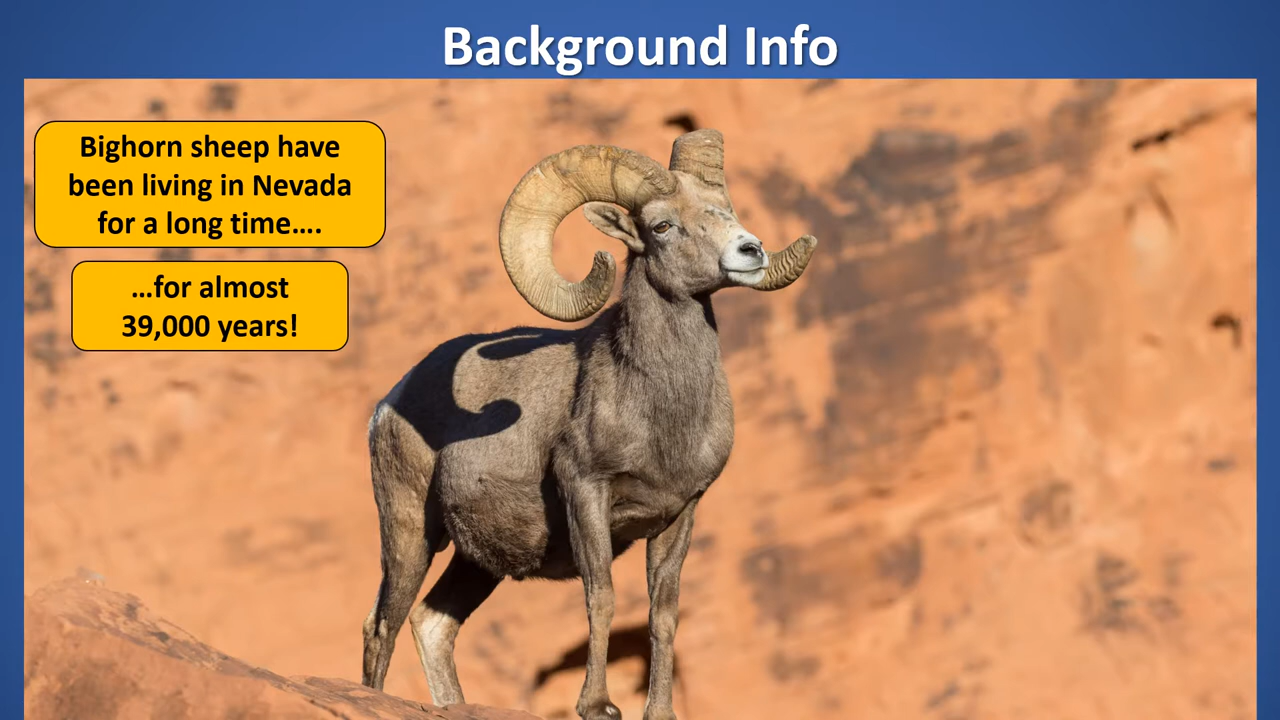 Background Info
Bighorn sheep have
been living in Nevada
for a long time….
…for almost
39,000 years!